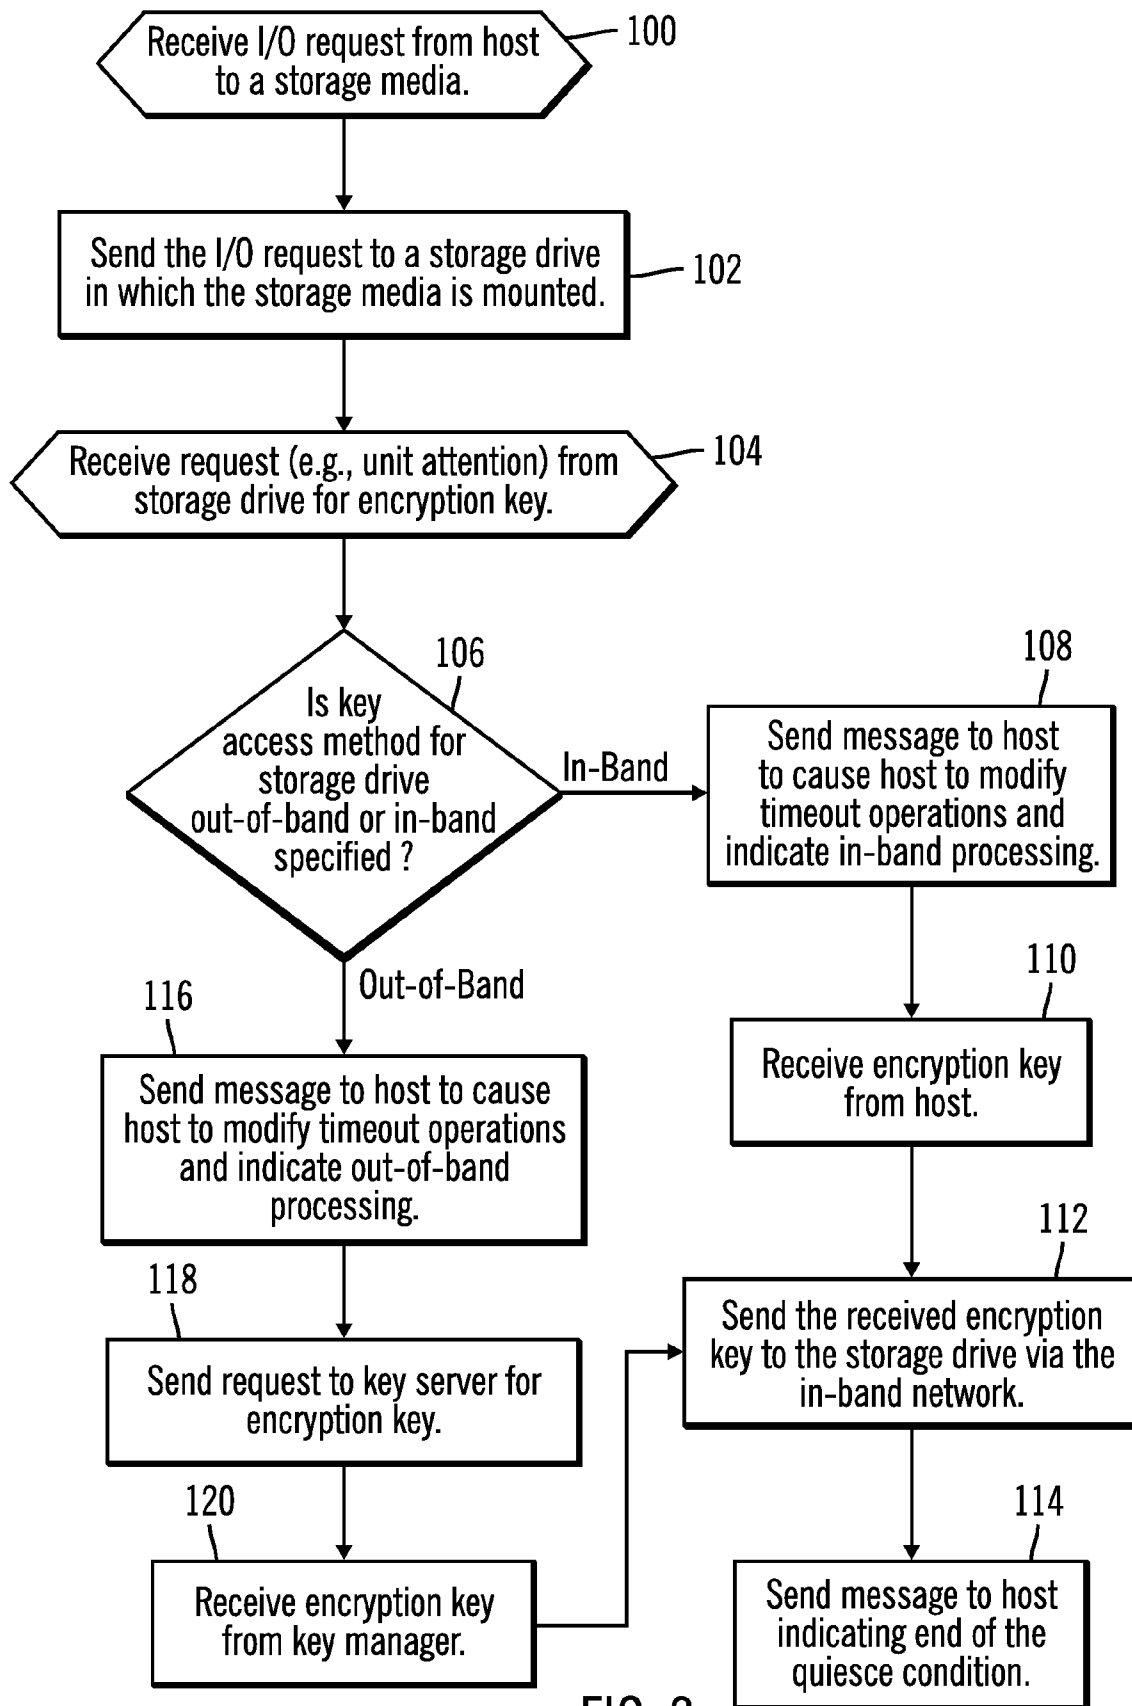 Receive I/O request from host
to a storage media.
100
Send the I/O request to a storage drive
in which the storage media is mounted.
102
Receive request (e.g., unit attention) from
storage drive for encryption key.
104
106
Is key
access method for
storage drive
out-of-band or in-band
specified ?
In-Band
108
Send message to host
to cause host to modify
timeout operations and
indicate in-band processing.
110
Receive encryption key
from host.
Out-of-Band
116
Send message to host to cause
host to modify timeout operations
and indicate out-of-band
processing.
118
Send request to key server for
encryption key.
120
Receive encryption key
from key manager.
112
Send the received encryption
key to the storage drive via the
in-band network.
114
Send message to host
indicating end of the
quiesce condition.
FIG.